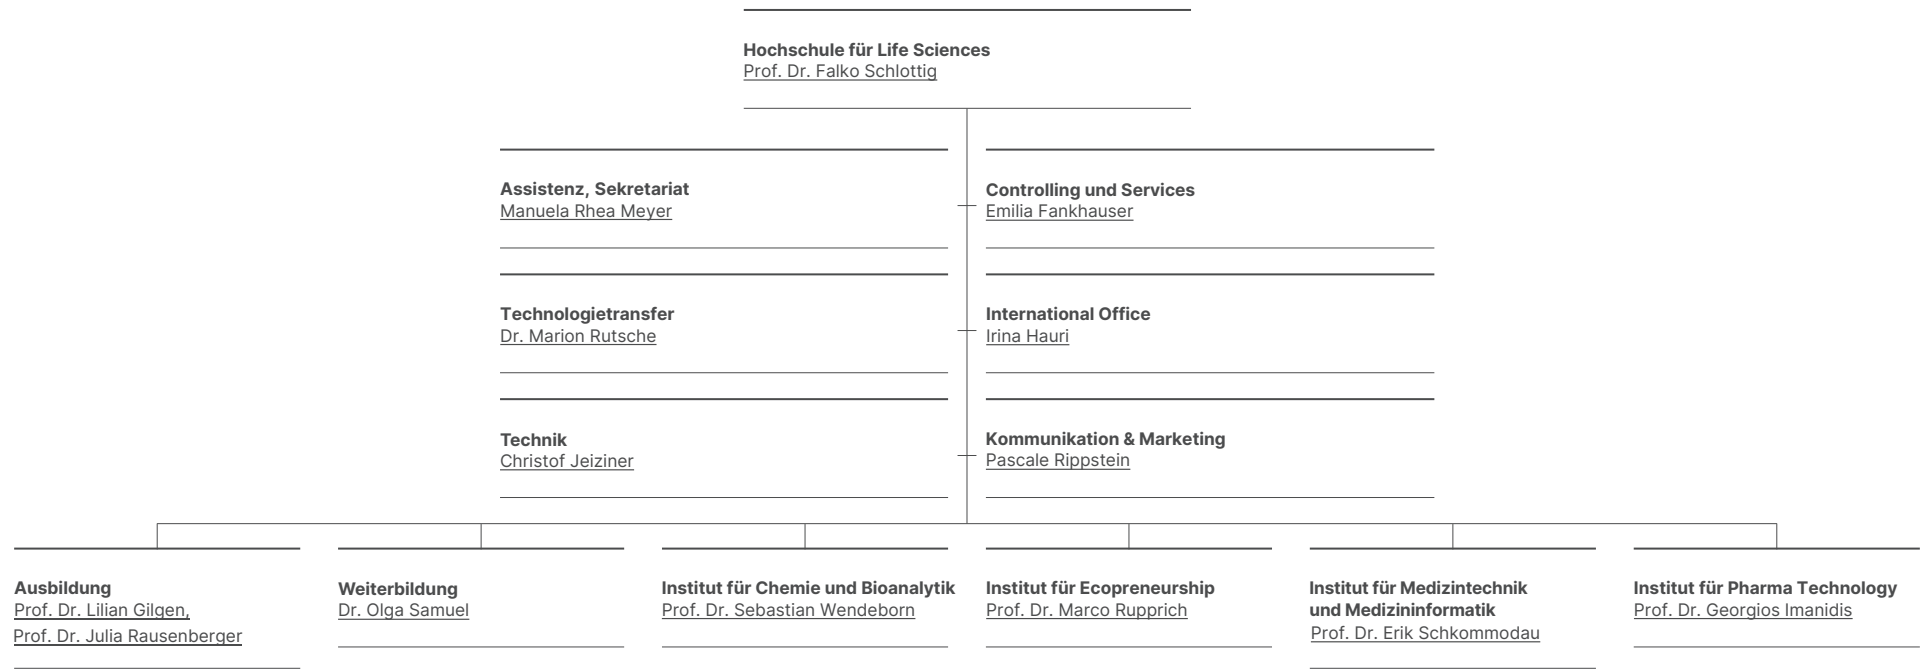 Hochschule für Life Sciences
Prof. Dr. Falko Schlottig
Assistenz, Sekretariat
Manuela Rhea Meyer
Controlling und Services
Emilia Fankhauser
Technologietransfer
Dr. Marion Rutsche
International Office
Irina Hauri
Technik
Christof Jeiziner
Kommunikation & Marketing
Pascale Rippstein
Ausbildung
Prof. Dr. Lilian Gilgen,
Prof. Dr. Julia Rausenberger
Weiterbildung
Dr. Olga Samuel
Institut für Chemie und Bioanalytik
Prof. Dr. Sebastian Wendeborn
Institut für Ecopreneurship
Prof. Dr. Marco Rupprich
Institut für Medizintechnik
und Medizininformatik
Prof. Dr. Erik Schkommodau
Institut für Pharma Technology
Prof. Dr. Georgios Imanidis